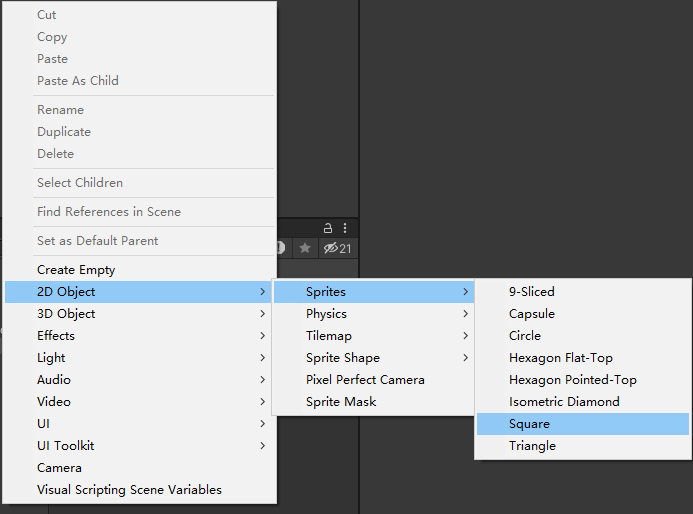 Cut
Copy
Paste
Paste As Child
Rename
Duplicate
Delete
Select Children
Find References in Scene
Set as Default Parent
21
Create Empty
2D Object
3D Object
Effects
Light
Audio
Video
UI
UI Toolkit
Camera
Visual Scripting Scene Variables
Sprites
Physics
Tilemap
Sprite Shape
Pixel Perfect Camera
Sprite Mask
9-Sliced
Capsule
Circle
Hexagon Flat-Top
Hexagon Pointed-Top
Isometric Diamond
Square
Triangle